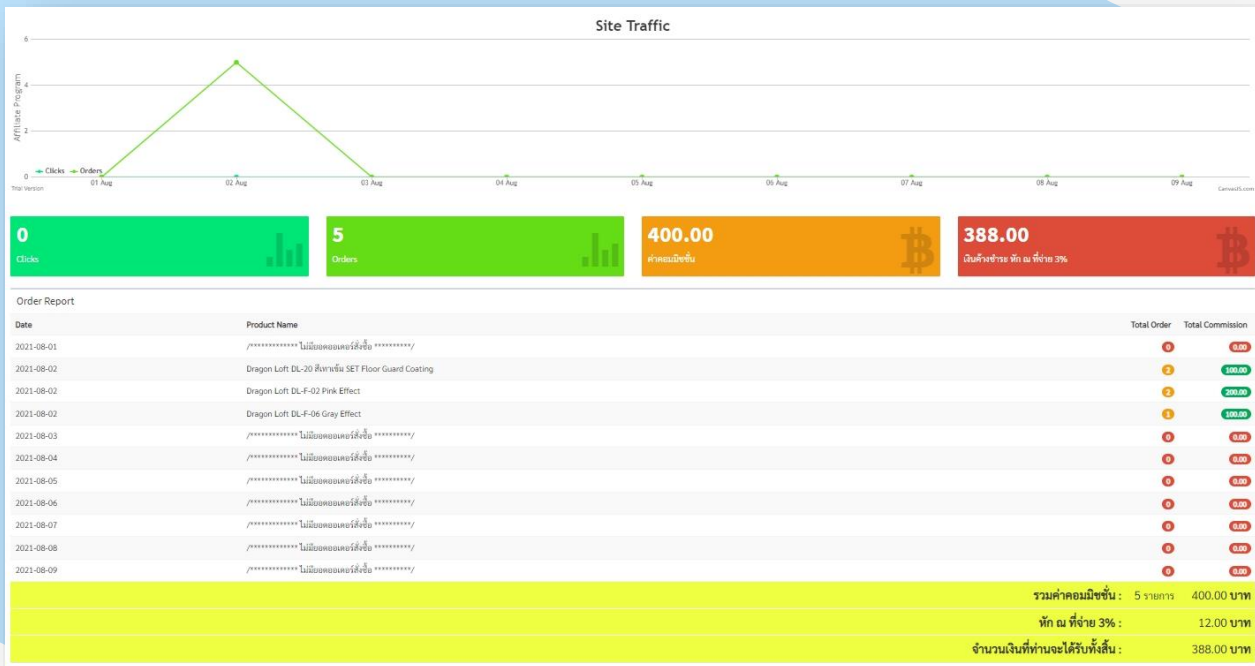 Site Traffic
6
4
2
0
Affiliate Program
Clicks Orders
01 Aug 02 Aug 03 Aug 04 Aug 05 Aug 06 Aug 07 Aug 08 Aug 09 Aug
Trial Version CanvasJS.com
0 5 400.00 388.00
Clicks Orders ค่าคอมมิชชั่น เงินค้างชำระ หัก ณ ที่จ่าย 3%
Order Report
Date Product Name Total Order Total Commission
2021-08-01 /************* ไม่มียอดออเดอร์สั่งซื้อ **********/ 0 0.00
2021-08-02 Dragon Loft DL-20 สีเทาเข้ม SET Floor Guard Coating 2 100.00
2021-08-02 Dragon Loft DL-F-02 Pink Effect 2 200.00
2021-08-02 Dragon Loft DL-F-06 Gray Effect 1 100.00
2021-08-03 /************* ไม่มียอดออเดอร์สั่งซื้อ **********/ 0 0.00
2021-08-04 /************* ไม่มียอดออเดอร์สั่งซื้อ **********/ 0 0.00
2021-08-05 /************* ไม่มียอดออเดอร์สั่งซื้อ **********/ 0 0.00
2021-08-06 /************* ไม่มียอดออเดอร์สั่งซื้อ **********/ 0 0.00
2021-08-07 /************* ไม่มียอดออเดอร์สั่งซื้อ **********/ 0 0.00
2021-08-08 /************* ไม่มียอดออเดอร์สั่งซื้อ **********/ 0 0.00
2021-08-09 /************* ไม่มียอดออเดอร์สั่งซื้อ **********/ 0 0.00
รวมค่าคอมมิชชั่น : 5 รายการ 400.00 บาท
หัก ณ ที่จ่าย 3% : 12.00 บาท
จำนวนเงินที่ท่านจะได้รับทั้งสิ้น : 388.00 บาท